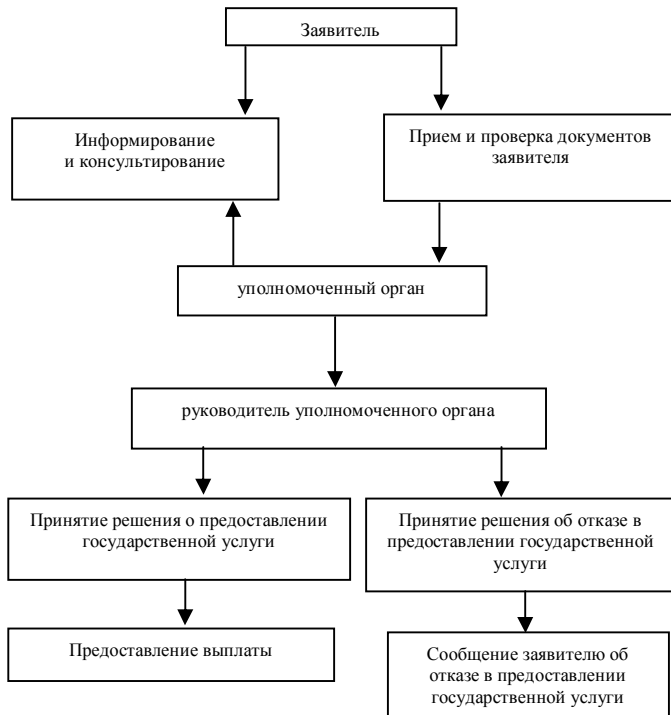 Заявитель
Информирование
и консультирование
Прием и проверка документов
заявителя
уполномоченный орган
руководитель уполномоченного органа
Принятие решения о предоставлении
государственной услуги
Принятие решения об отказе в
предоставлении государственной
услуги
Предоставление выплаты
Сообщение заявителю об
отказе в предоставлении
государственной услуги